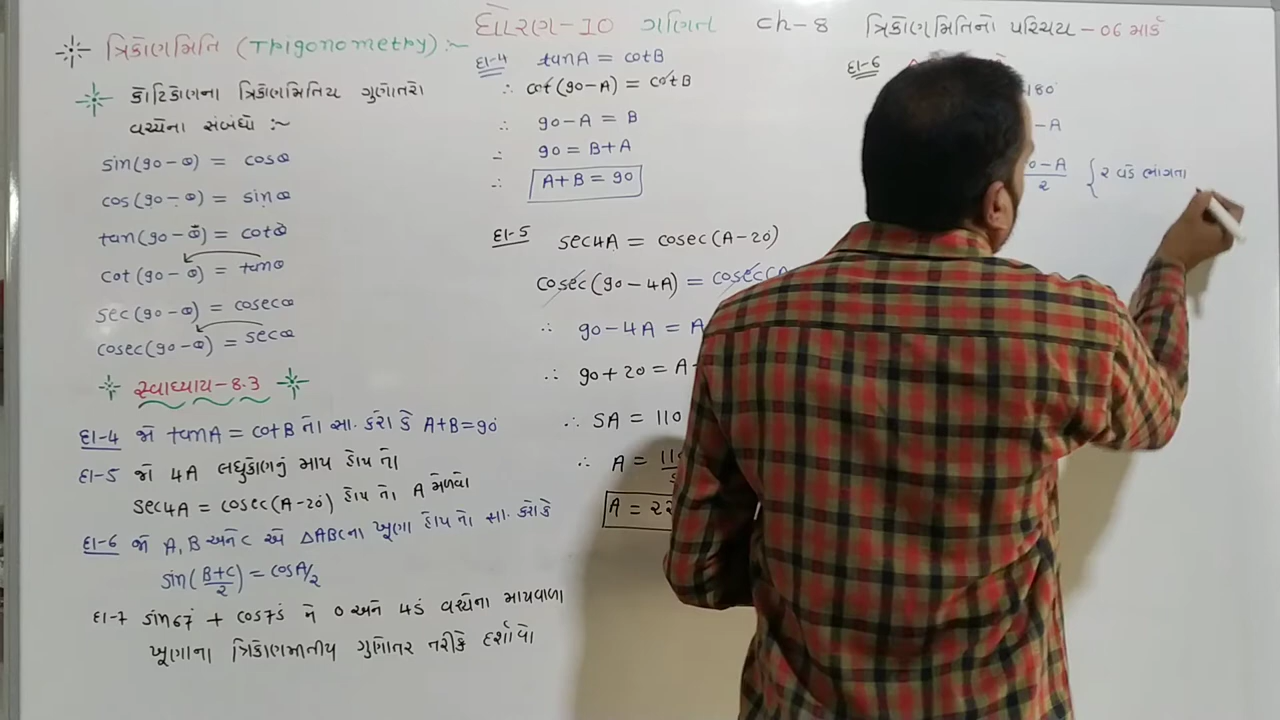 ધોરણ-10 ગણિત Ch-8 ત્રિકોણમિતિનો પરિચય - 06 માર્ક
ત્રિકોણમિતિ (Trigonometry) :-
કોટિકોણના ત્રિકોણમિતિય ગુણોતરો
વચ્ચેના સંબંધો :~
sin(90-θ) = cosθ
cos(90-θ) = sinθ
tan(90-θ) = cotθ
cot(90-θ) = tanθ
sec(90-θ) = cosecθ
cosec(90-θ) = secθ
સ્વાધ્યાય-8.3
દા-4 જો tanA = cotB તો સા. કરો કે A+B=90°
દા-5 જો 4A લઘુકોણનું માપ હોય તો
sec4A = cosec(A-20°) હોય તો A મેળવો
દા-6 જો A, B અને C એ △ABCના ખૂણા હોય તો સા. કરો કે
sin(B+C/2) = cosA/2
દા-7 sin67° + cos75° ને 0 અને 45 વચ્ચેના માપવાળા
ખૂણાના ત્રિકોણમિતીય ગુણોતર તરીકે દર્શાવો
દા-4 tanA = cotB
∴ cot(90-A) = cotB
∴ 90-A = B
∴ 90 = B+A
∴ A+B = 90
દા-5 sec4A = cosec(A-20°)
cosec(90-4A) = cosec(A
∴ 90-4A = A
∴ 90+20 = A
∴ 5A = 110
∴ A =
A = 22
દા-6
180°
-A
0-A/2 { 2 વડે ભાગતા